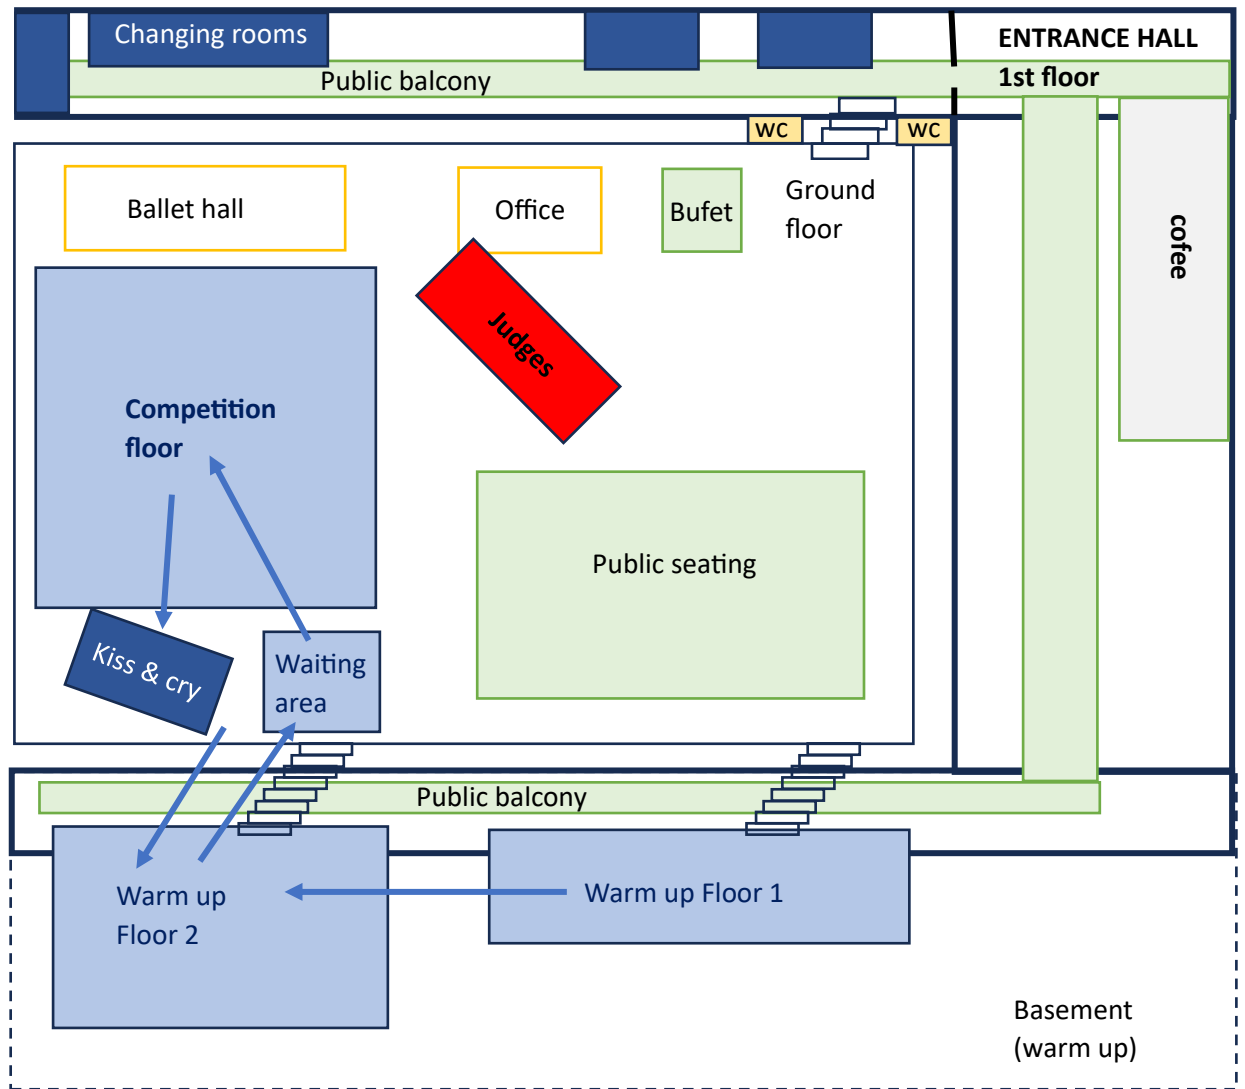 Changing rooms
ENTRANCE HALL
1st floor
Public balcony
WC
WC
Ballet hall
Office
Bufet
Ground
floor
cofee
Judges
Competition
floor
Public seating
Kiss & cry
Waiting
area
Public balcony
Warm up
Floor 2
Warm up Floor 1
Basement
(warm up)